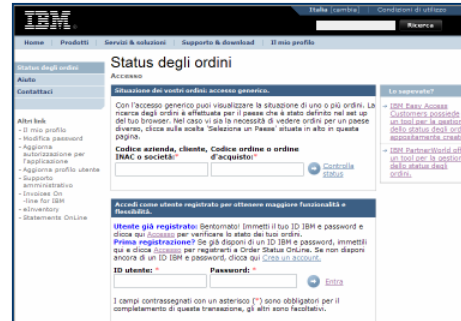 IBM
Italia [cambia] | Condizioni di utilizzo
Ricerca
Home | Prodotti | Servizi & soluzioni | Supporto & download | Il mio profilo
Status degli ordini
Aiuto
Contattaci
Altri link
- Il mio profilo
- Modifica password
- Aggiorna autorizzazione per l'applicazione
- Aggiorna profilo utente
- Supporto amministrativo
- Invoices On -line for IBM
- eInventory
- Statements OnLine
Status degli ordini
Accesso
Situazione dei vostri ordini: accesso generico.
Con l'accesso generico puoi visualizzare la situazione di uno o più ordini. La
ricerca degli ordini è effettuata per il paese che è stato definito nel set up
del tuo browser. Nel caso vi sia la necessità di vedere ordini per un paese
diverso, clicca sulla scelta 'Seleziona un Paese' situata in alto in questa
pagina.
Codice azienda, cliente, INAC o società:*
Codice ordine o ordine d'acquisto:*
Controlla status
Accedi come utente registrato per ottenere maggiore funzionalità e
flessibilità.
Utente già registrato: Bentornato! Immetti il tuo ID IBM e password e
clicca qui Accesso per verificare lo stato dei tuoi ordini.
Prima registrazione? Se già disponi di un ID IBM e password, immettili
qui e clicca Accesso per registrarti a Order Status OnLine. Se non disponi
ancora di un ID IBM e password, clicca qui Crea un account.
ID utente: * Password: *
Entra
I campi contrassegnati con un asterisco (*) sono obbligatori per il
completamento di questa transazione, gli altri sono facoltativi.
Lo sapevate?
IBM Easy Access
Customers possiede
un tool per la gestion
dello status degli ord
appositamente creat
IBM PartnerWorld off
un tool per la gestion
dello status degli
ordini.